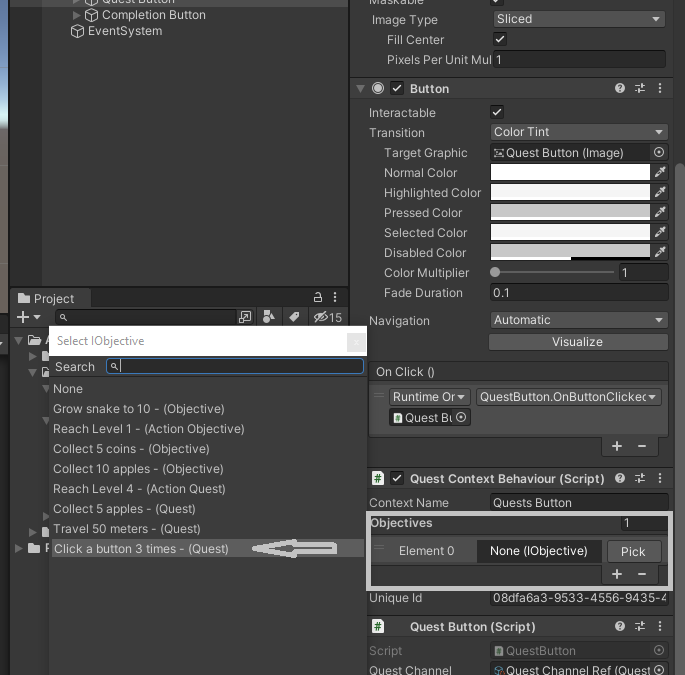 Quest Button
Completion Button
EventSystem
Maskable
Image Type Sliced
Fill Center
Pixels Per Unit Mul 1
Button
Interactable
Transition Color Tint
Target Graphic Quest Button (Image)
Normal Color
Highlighted Color
Pressed Color
Selected Color
Disabled Color
Color Multiplier 1
Fade Duration 0.1
Navigation Automatic
Visualize
On Click ()
Runtime Or QuestButton.OnButtonClicked
Quest Bu
+ −
Quest Context Behaviour (Script)
Context Name Quests Button
Objectives 1
Element 0 None (IObjective) Pick
+ −
Unique Id 08dfa6a3-9533-4556-9435-4
# Quest Button (Script)
Script QuestButton
Quest Channel Quest Channel Ref (Quest
Project
15
Select IObjective
x
Search
None
Grow snake to 10 - (Objective)
Reach Level 1 - (Action Objective)
Collect 5 coins - (Objective)
Collect 10 apples - (Objective)
Reach Level 4 - (Action Quest)
Collect 5 apples - (Quest)
Travel 50 meters - (Quest)
Click a button 3 times - (Quest)